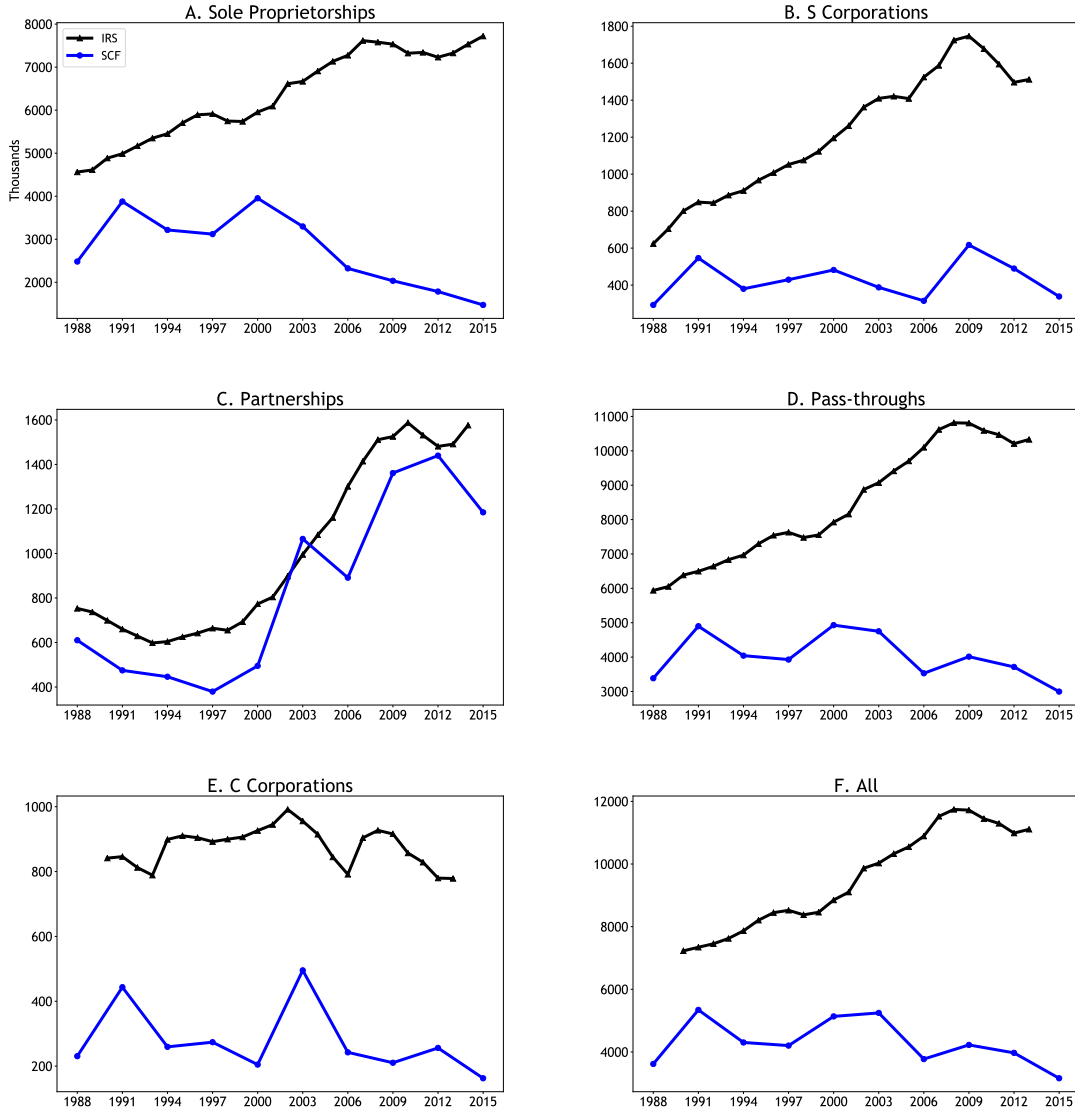 A. Sole Proprietorships
8000
7000
6000
5000
4000
3000
2000
Thousands
IRS
SCF
1988 1991 1994 1997 2000 2003 2006 2009 2012 2015
B. S Corporations
1800
1600
1400
1200
1000
800
600
400
1988 1991 1994 1997 2000 2003 2006 2009 2012 2015
C. Partnerships
1600
1400
1200
1000
800
600
400
1988 1991 1994 1997 2000 2003 2006 2009 2012 2015
D. Pass-throughs
11000
10000
9000
8000
7000
6000
5000
4000
3000
1988 1991 1994 1997 2000 2003 2006 2009 2012 2015
E. C Corporations
1000
800
600
400
200
1988 1991 1994 1997 2000 2003 2006 2009 2012 2015
F. All
12000
10000
8000
6000
4000
1988 1991 1994 1997 2000 2003 2006 2009 2012 2015